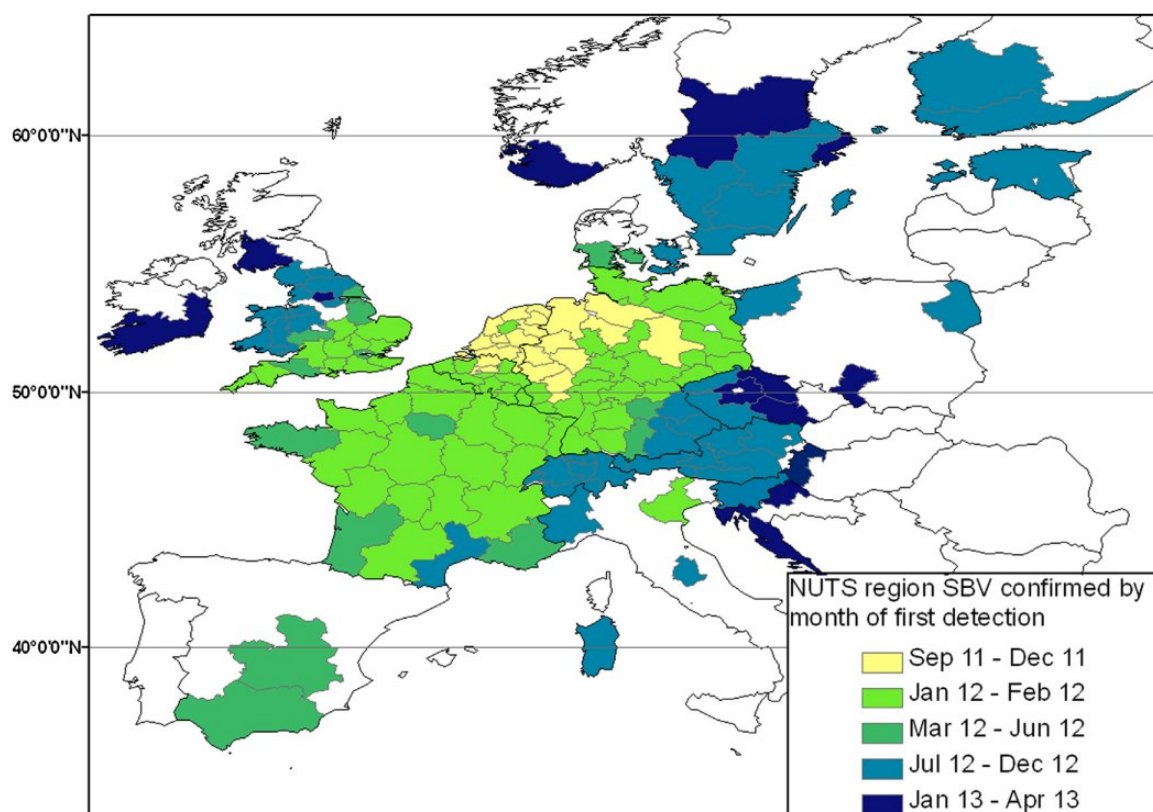 60°0'0"N
50°0'0"N
40°0'0"N
NUTS region SBV confirmed by
month of first detection
Sep 11 - Dec 11
Jan 12 - Feb 12
Mar 12 - Jun 12
Jul 12 - Dec 12
Jan 13 - Apr 13